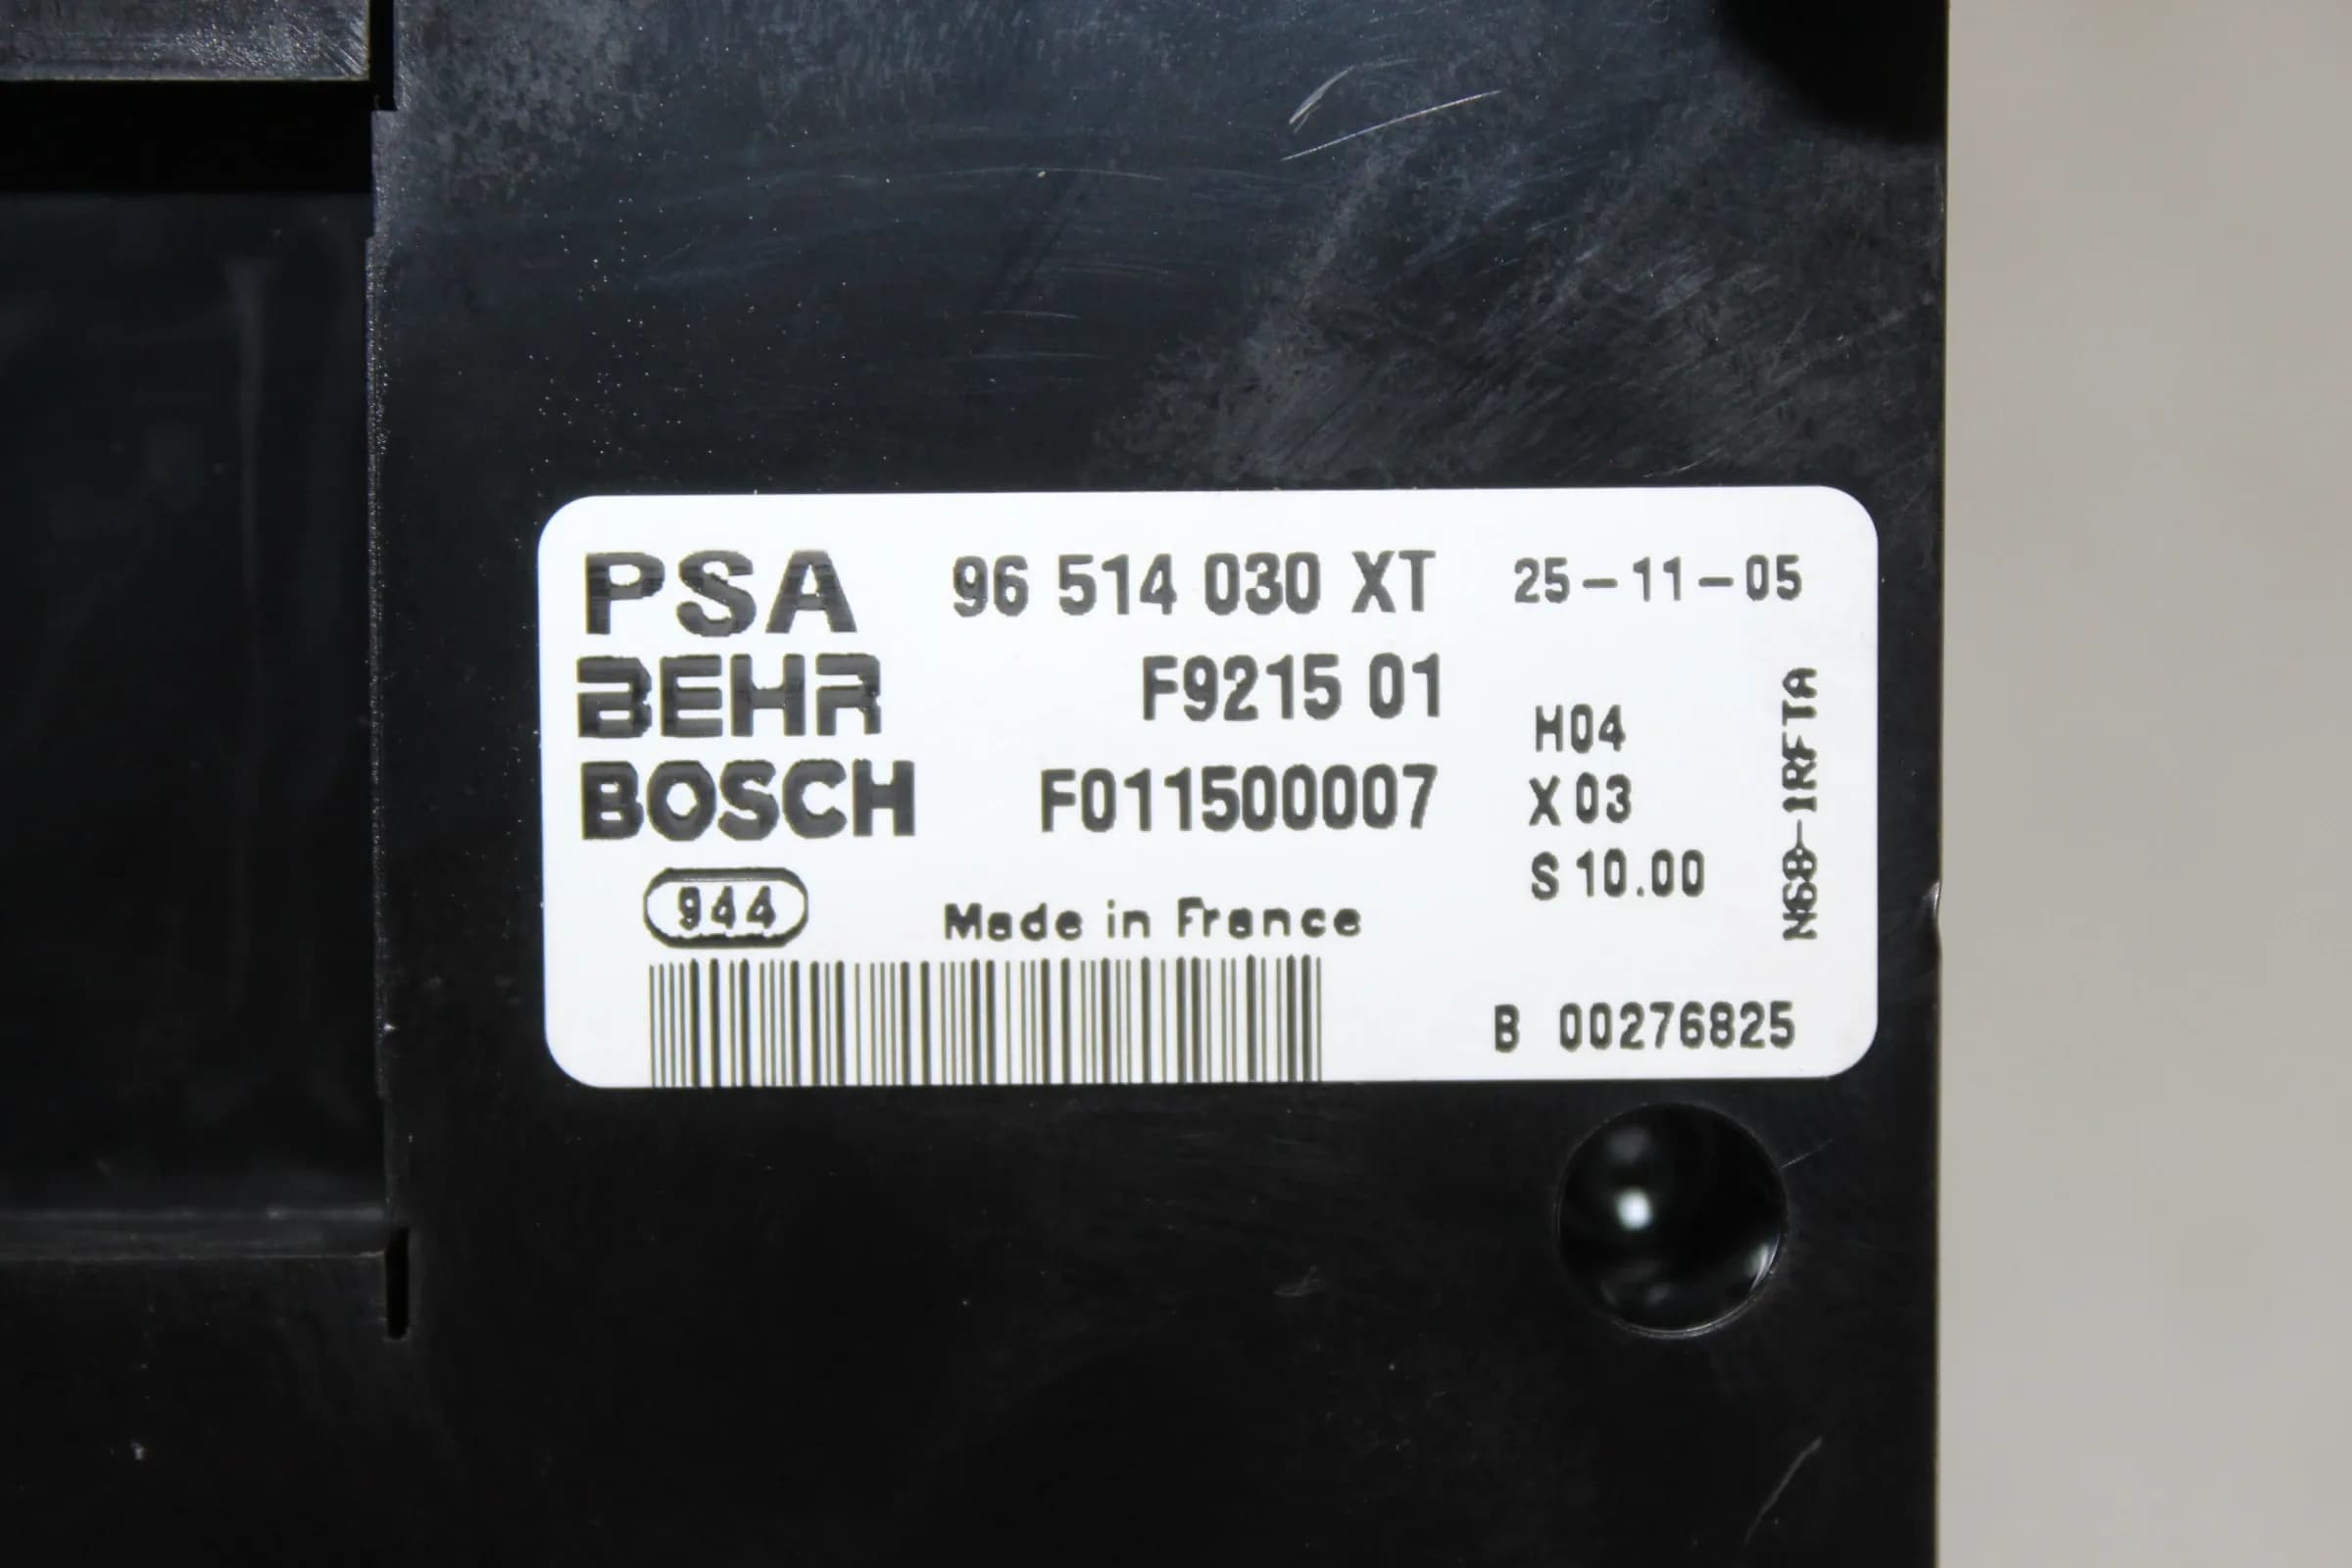 PSA 96 514 030 XT 25-11-05
BEHR F9215 01
BOSCH F011500007
H04
X03
S 10.00
944
Made in France
B 00276825